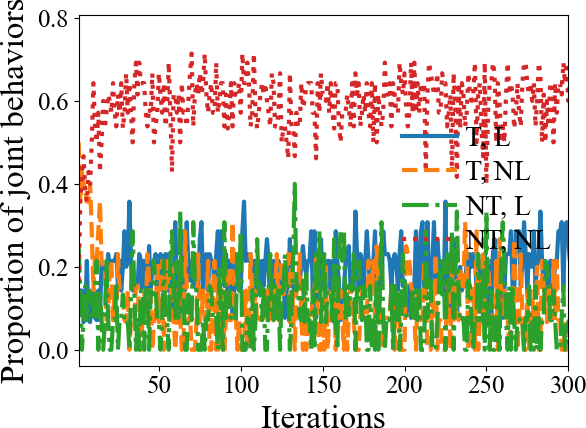 Proportion of joint behaviors
0.8
0.6
0.4
0.2
0.0
T, L
T, NL
NT, L
NT, NL
50
100
150
200
250
300
Iterations